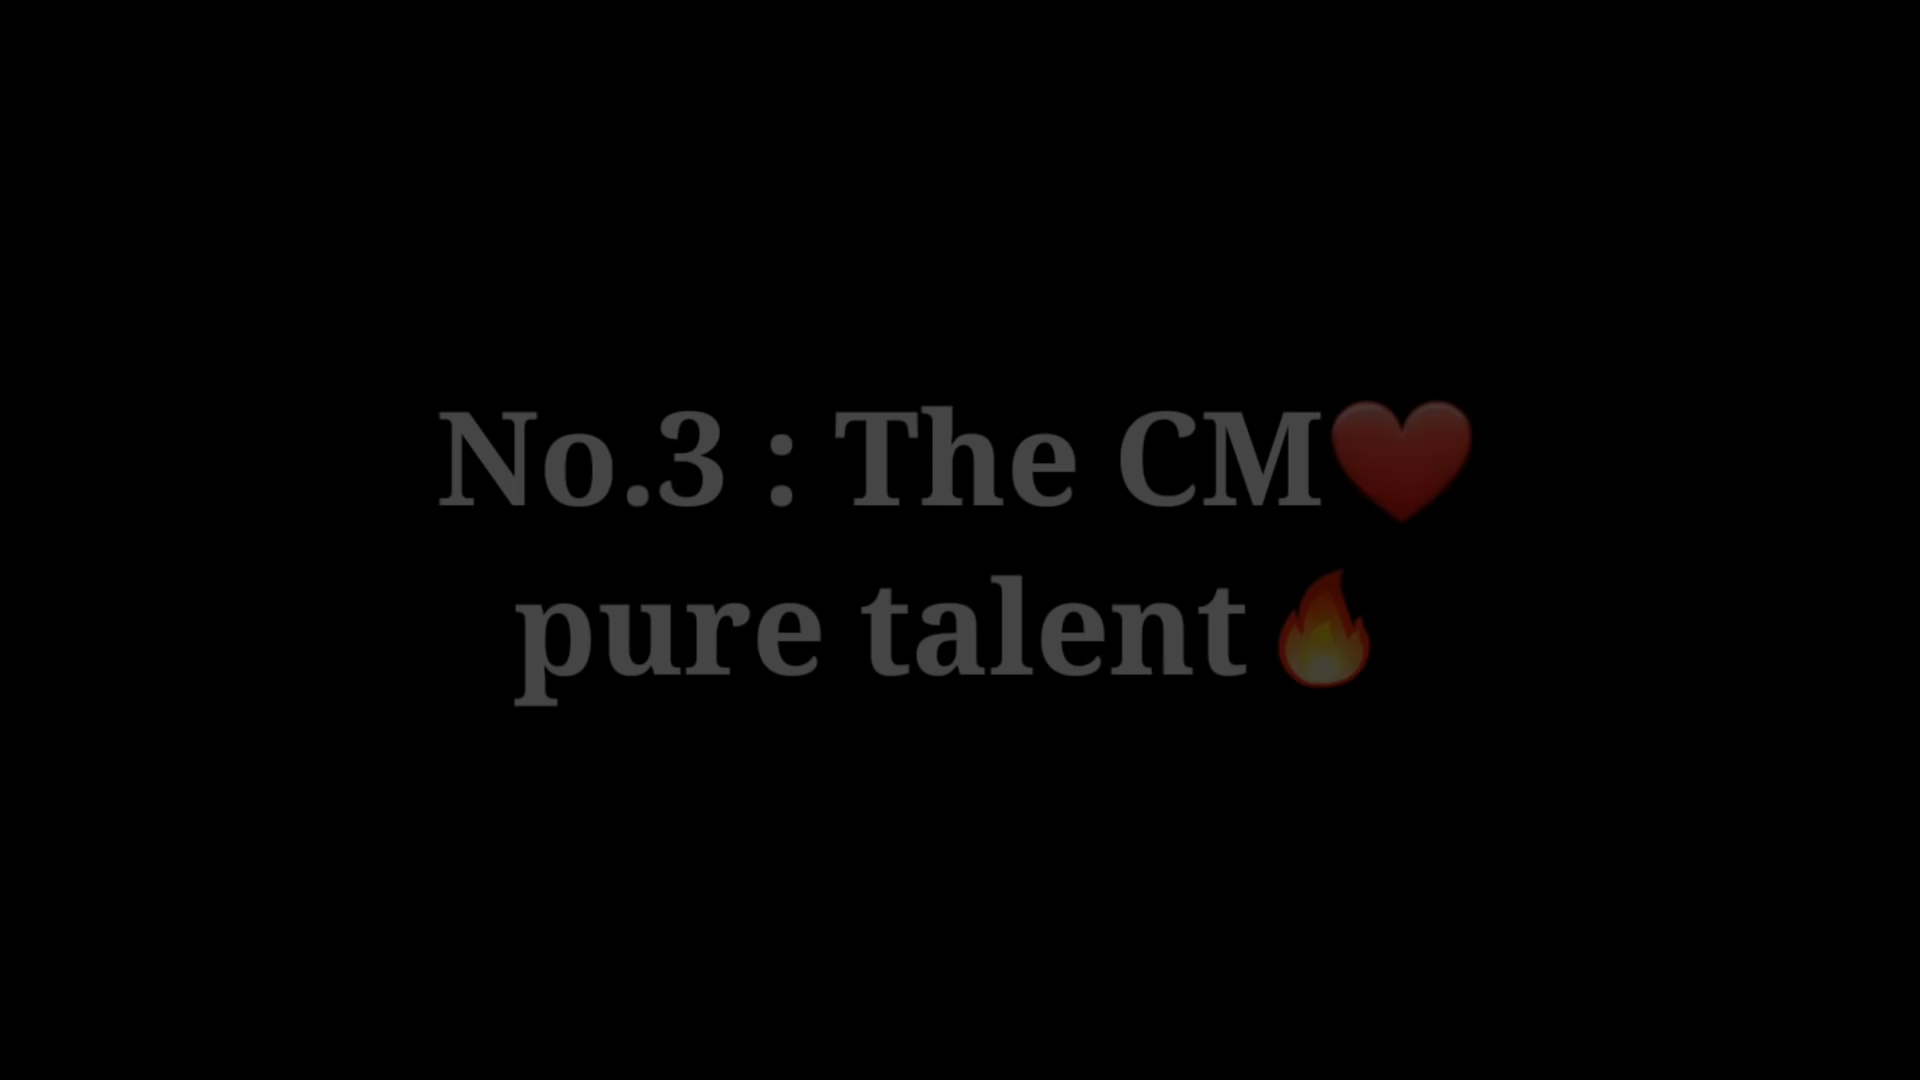 No.3 : The CM❤️
pure talent 🔥